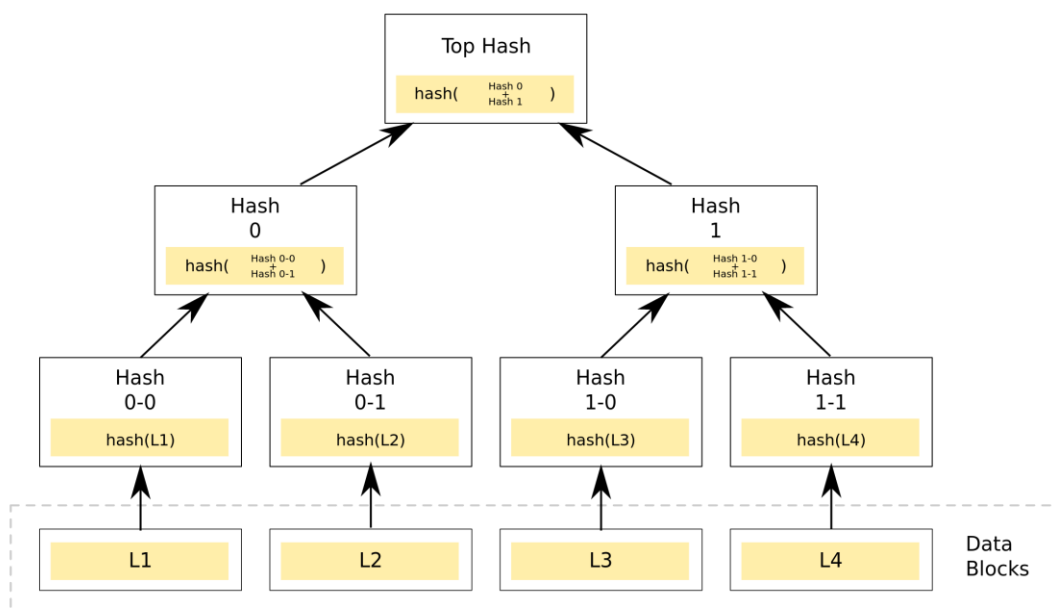 Top Hash
hash( Hash 0 + Hash 1 )
Hash
0
hash( Hash 0-0 + Hash 0-1 )
Hash
1
hash( Hash 1-0 + Hash 1-1 )
Hash
0-0
hash(L1)
Hash
0-1
hash(L2)
Hash
1-0
hash(L3)
Hash
1-1
hash(L4)
L1
L2
L3
L4
Data
Blocks